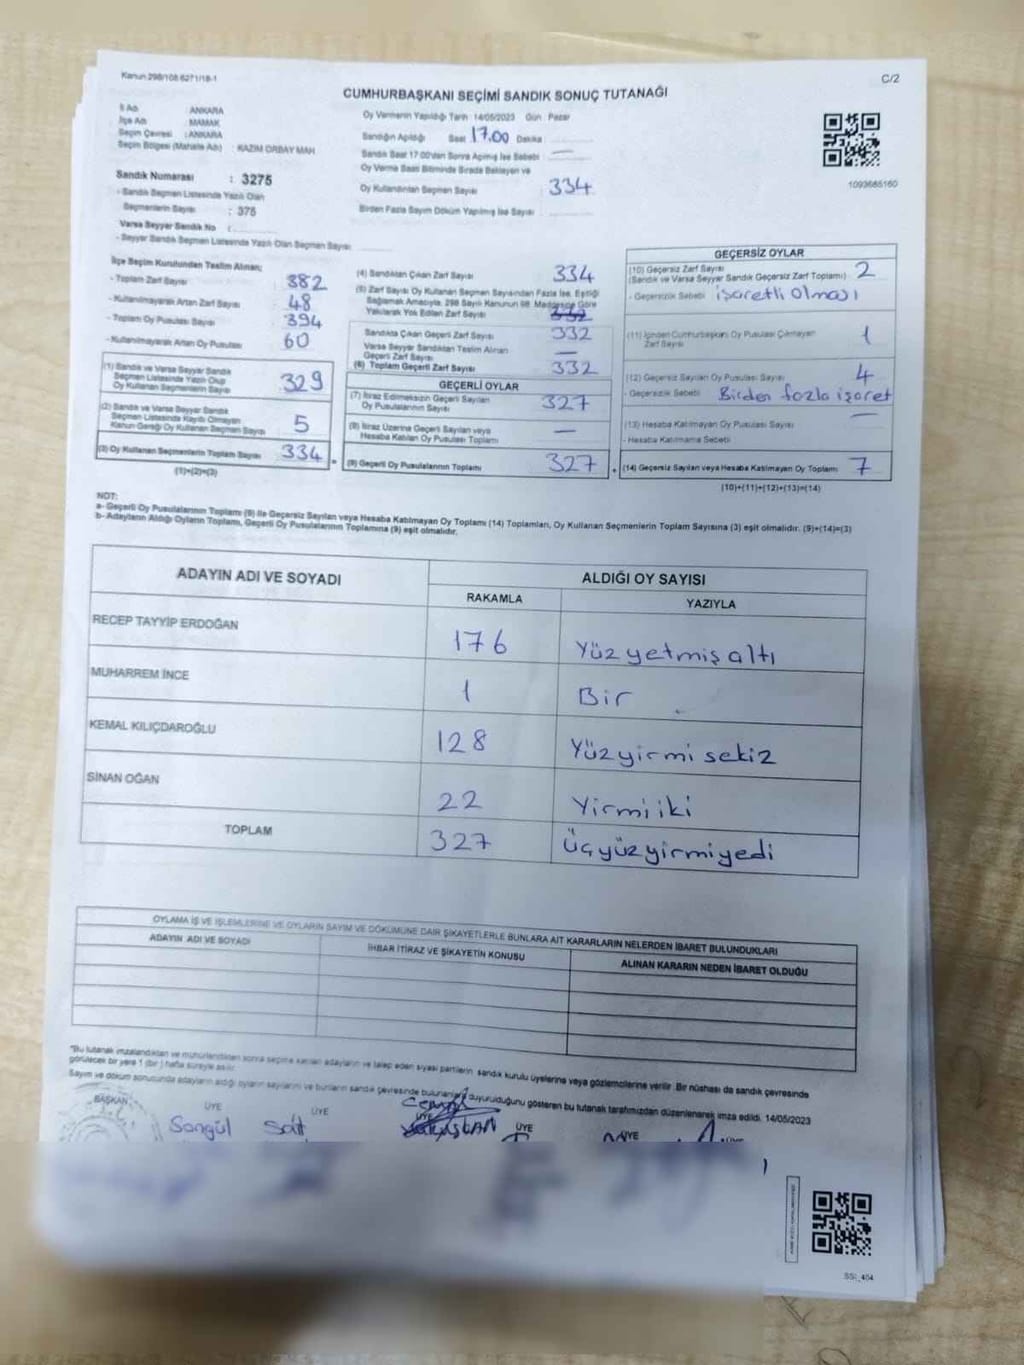 Kanun 298/108 6271/18-1
C/2
CUMHURBAŞKANI SEÇİMİ SANDIK SONUÇ TUTANAĞI
İl Adı : ANKARA
İlçe Adı : MAMAK
Seçim Çevresi : ANKARA
Seçim Bölgesi (Mahalle Adı) : KAZIM ORBAY MAH
Sandık Numarası : 3275
- Sandık Seçmen Listesinde Yazılı Olan
Seçmenlerin Sayısı : 375
Varsa Seyyar Sandık No :
- Seyyar Sandık Seçmen Listesinde Yazılı Olan Seçmen Sayısı
Oy Vermenin Yapıldığı Tarih : 14/05/2023 Gün : Pazar
Sandığın Açıldığı Saat 17.00 Dakika :
Sandık Saat 17.00'dan Sonra Açılmış İse Sebebi : —
Oy Verme Saati Bitiminde Sırada Bekleyen ve
Oy Kullandırılan Seçmen Sayısı 334
Birden Fazla Sayım Döküm Yapılmış İse Sayısı
1093685160
İlçe Seçim Kurulundan Teslim Alınan;
- Toplam Zarf Sayısı 382
- Kullanılmayarak Artan Zarf Sayısı 48
- Toplam Oy Pusulası Sayısı 394
- Kullanılmayarak Artan Oy Pusulası 60
(1) Sandık ve Varsa Seyyar Sandık
Seçmen Listesinde Yazılı Olup
Oy Kullanan Seçmenlerin Sayısı 329
(2) Sandık ve Varsa Seyyar Sandık
Seçmen Listesinde Kayıtlı Olmayan
Kanun Gereği Oy Kullanan Seçmen Sayısı 5
(3) Oy Kullanan Seçmenlerin Toplam Sayısı 334
(1)+(2)=(3)
(4) Sandıktan Çıkan Zarf Sayısı 334
(5) Zarf Sayısı Oy Kullanan Seçmen Sayısından Fazla İse, Eşitliği
Sağlamak Amacıyla, 298 Sayılı Kanunun 98. Maddesine Göre
Yakılarak Yok Edilen Zarf Sayısı
Sandıkta Çıkan Geçerli Zarf Sayısı 332
Varsa Seyyar Sandıktan Teslim Alınan
Geçerli Zarf Sayısı —
(6) Toplam Geçerli Zarf Sayısı 332
GEÇERLİ OYLAR
(7) İtiraz Edilmeksizin Geçerli Sayılan
Oy Pusulalarının Sayısı 327
(8) İtiraz Üzerine Geçerli Sayılan veya
Hesaba Katılan Oy Pusulası Toplamı —
(9) Geçerli Oy Pusulalarının Toplamı 327
GEÇERSİZ OYLAR
(10) Geçersiz Zarf Sayısı
(Sandık ve Varsa Seyyar Sandık Geçersiz Zarf Toplamı) 2
- Geçersizlik Sebebi işaretli olması
(11) İçinden Cumhurbaşkanı Oy Pusulası Çıkmayan
Zarf Sayısı 1
(12) Geçersiz Sayılan Oy Pusulası Sayısı 4
- Geçersizlik Sebebi Birden fazla işaret
(13) Hesaba Katılmayan Oy Pusulası Sayısı —
- Hesaba Katılmama Sebebi
(14) Geçersiz Sayılan veya Hesaba Katılmayan Oy Toplamı 7
(10)+(11)+(12)+(13)=(14)
NOT:
a- Geçerli Oy Pusulalarının Toplamı (9) ile Geçersiz Sayılan veya Hesaba Katılmayan Oy Toplamı (14) Toplamları, Oy Kullanan Seçmenlerin Toplam Sayısına (3) eşit olmalıdır. (9)+(14)=(3)
b- Adayların Aldığı Oyların Toplamı, Geçerli Oy Pusulalarının Toplamına (9) eşit olmalıdır.
ADAYIN ADI VE SOYADI ALDIĞI OY SAYISI
RAKAMLA YAZIYLA
RECEP TAYYİP ERDOĞAN 176 Yüz yetmiş altı
MUHARREM İNCE 1 Bir
KEMAL KILIÇDAROĞLU 128 Yüz yirmi sekiz
SİNAN OĞAN 22 Yirmi iki
TOPLAM 327 Üçyüz yirmi yedi
OYLAMA İŞ VE İŞLEMLERİNE VE OYLARIN SAYIM VE DÖKÜMÜNE DAİR ŞİKAYETLERLE BUNLARA AİT KARARLARIN NELERDEN İBARET BULUNDUKLARI
ADAYIN ADI VE SOYADI İHBAR İTİRAZ VE ŞİKAYETİN KONUSU ALINAN KARARIN NEDEN İBARET OLDUĞU
*Bu tutanak imzalandıktan ve mühürlendikten sonra seçime katılan adayların ve talep eden siyasi partilerin sandık kurulu üyelerine veya gözlemcilerine verilir. Bir nüshası da sandık çevresinde
görülecek bir yere 1 (bir) hafta süreyle asılır.
Sayım ve döküm sonucunda adayların aldığı oyların sayılarını ve bunların sandık çevresinde bulunanlara duyurulduğunu gösteren bu tutanak tarafımızdan düzenlenerek imza edildi. 14/05/2023
BAŞKAN ÜYE ÜYE ÜYE ÜYE ÜYE ÜYE
Songül Sait